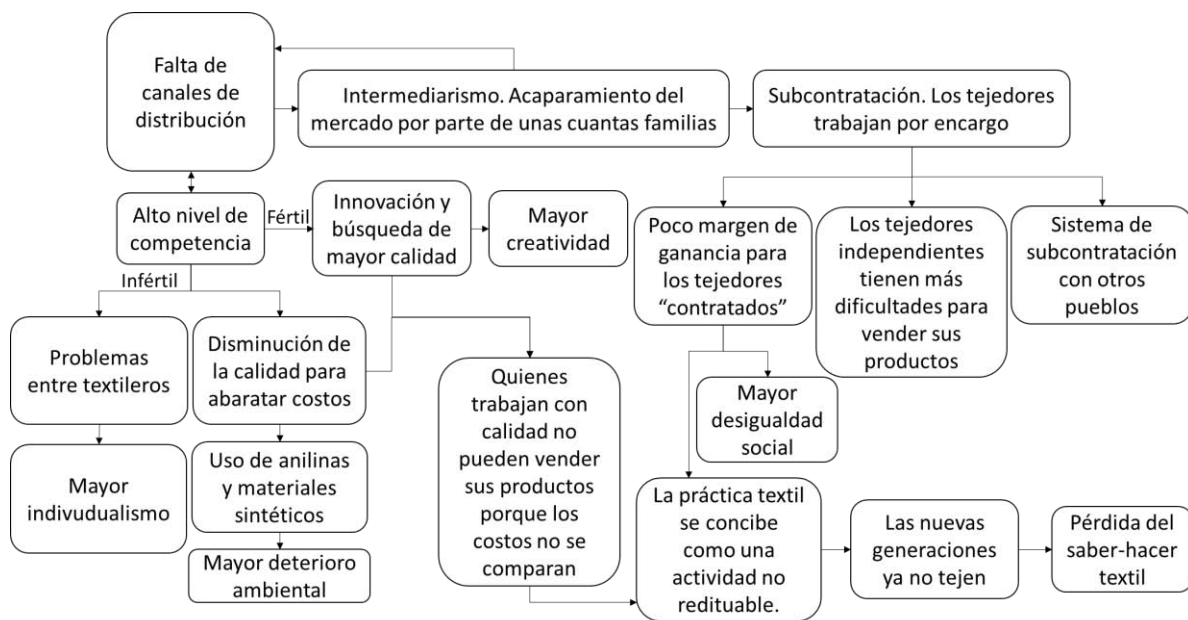 Falta de
canales de
distribución
Intermediarismo. Acaparamiento del
mercado por parte de unas cuantas familias
Subcontratación. Los tejedores
trabajan por encargo
Alto nivel de
competencia
Fértil
Innovación y
búsqueda de
mayor calidad
Mayor
creatividad
Poco margen de
ganancia para
los tejedores
“contratados”
Los tejedores
independientes
tienen más
dificultades para
vender sus
productos
Sistema de
subcontratación
con otros
pueblos
Infértil
Problemas
entre textileros
Disminución de
la calidad para
abaratar costos
Quienes
trabajan con
calidad no
pueden vender
sus productos
porque los
costos no se
comparan
Mayor
desigualdad
social
Mayor
indivudualismo
Uso de anilinas
y materiales
sintéticos
Mayor deterioro
ambiental
La práctica textil
se concibe
como una
actividad no
redituable.
Las nuevas
generaciones
ya no tejen
Pérdida del
saber-hacer
textil